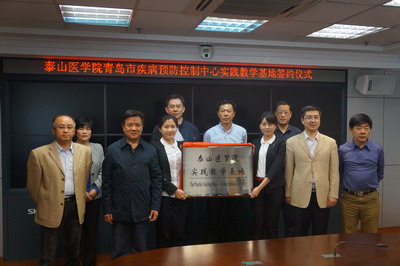 泰山医学院青岛市疾病预防控制中心实践教学基地签约仪式
泰山医学院
实践教学基地